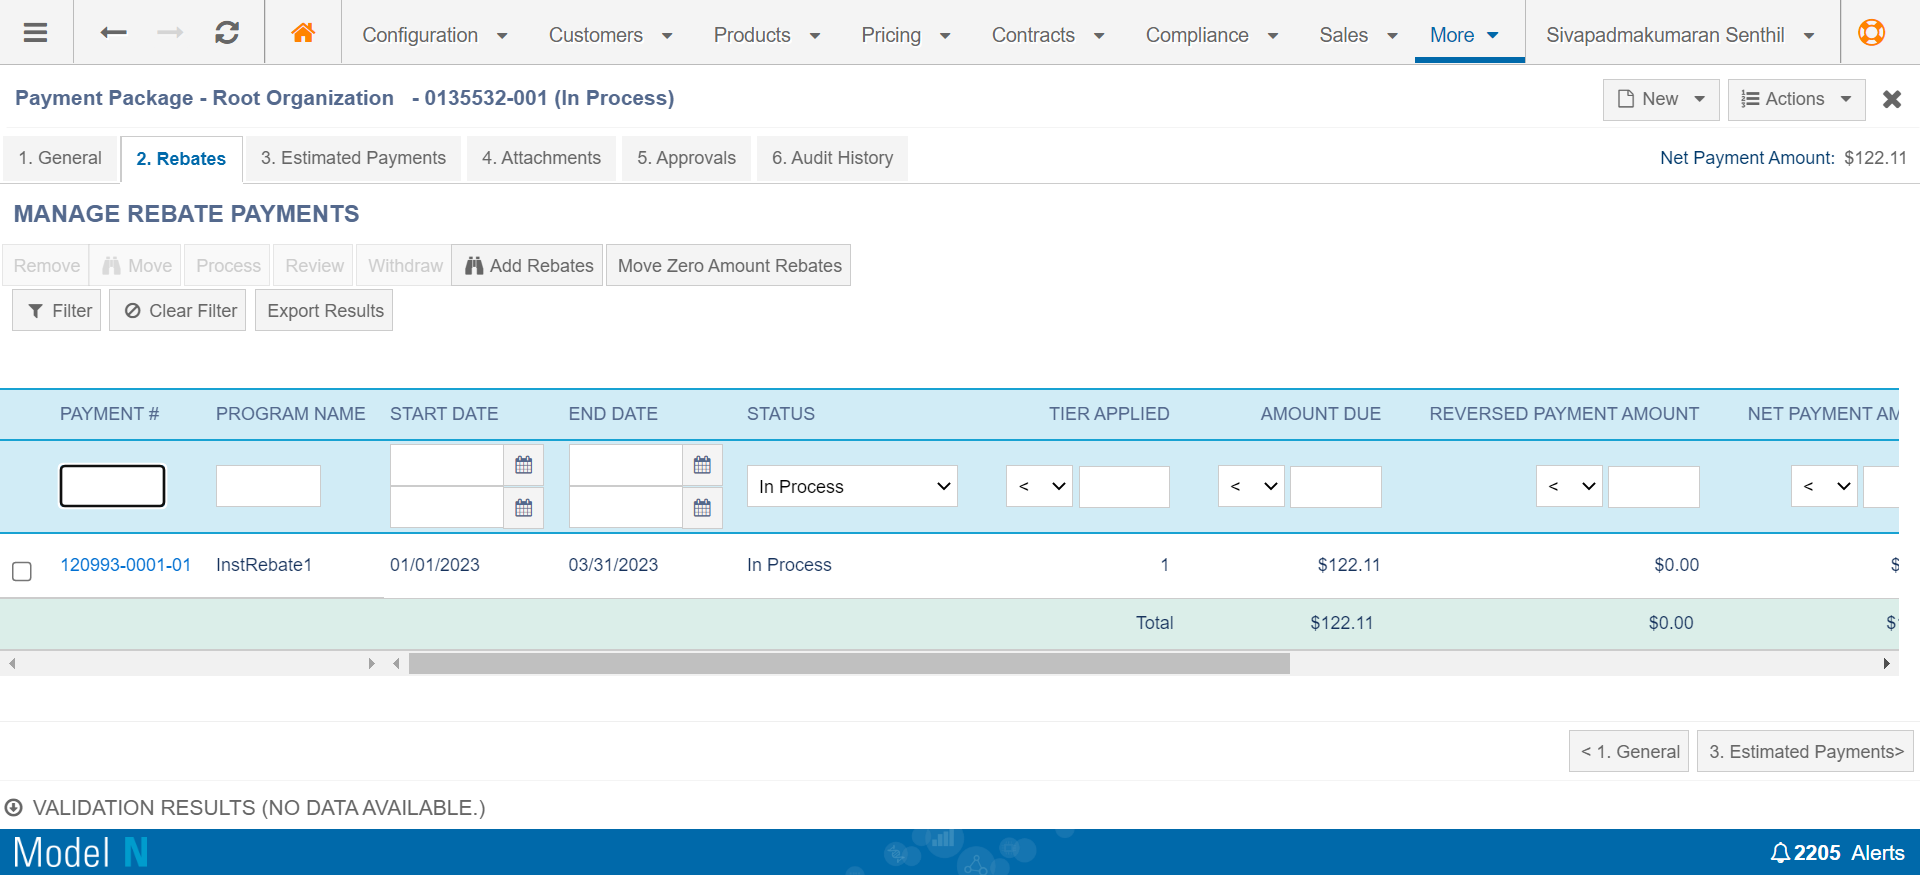 Configuration Customers Products Pricing Contracts Compliance Sales More Sivapadmakumaran Senthil
Payment Package - Root Organization - 0135532-001 (In Process) New Actions
1. General 2. Rebates 3. Estimated Payments 4. Attachments 5. Approvals 6. Audit History Net Payment Amount: $122.11
MANAGE REBATE PAYMENTS
Remove Move Process Review Withdraw Add Rebates Move Zero Amount Rebates
Filter Clear Filter Export Results
PAYMENT # PROGRAM NAME START DATE END DATE STATUS TIER APPLIED AMOUNT DUE REVERSED PAYMENT AMOUNT NET PAYMENT AM
In Process < < < <
120993-0001-01 InstRebate1 01/01/2023 03/31/2023 In Process 1 $122.11 $0.00 $
Total $122.11 $0.00 $
< 1. General 3. Estimated Payments>
VALIDATION RESULTS (NO DATA AVAILABLE.)
Model N 2205 Alerts